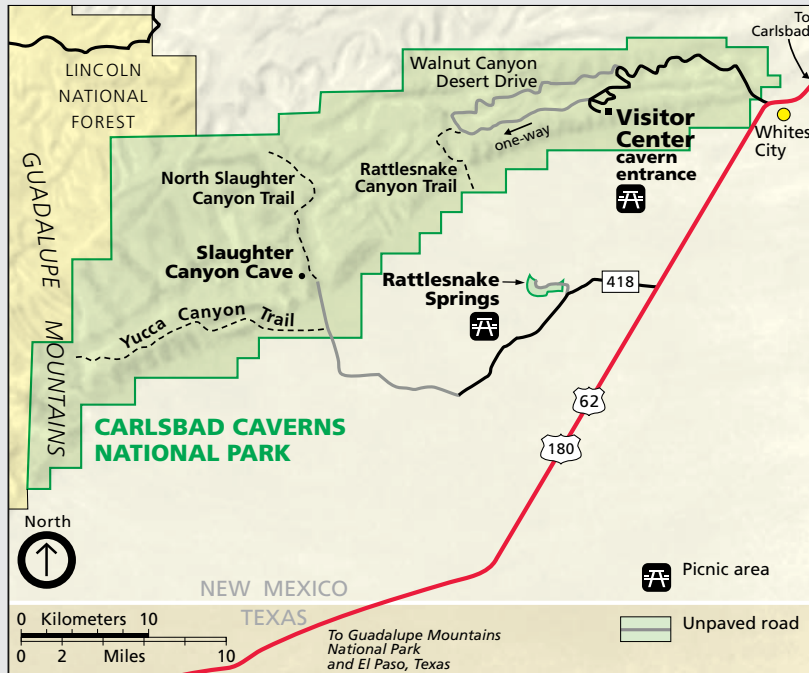 To
Carlsbad
LINCOLN
NATIONAL
FOREST
Walnut Canyon
Desert Drive
one-way
Visitor
Center
cavern
entrance
Whites
City
GUADALUPE MOUNTAINS
North Slaughter
Canyon Trail
Rattlesnake
Canyon Trail
Slaughter
Canyon Cave
Rattlesnake
Springs
418
Yucca Canyon Trail
62
180
CARLSBAD CAVERNS
NATIONAL PARK
North
NEW MEXICO
TEXAS
Picnic area
Unpaved road
0 Kilometers 10
0 2 Miles 10
To Guadalupe Mountains
National Park
and El Paso, Texas